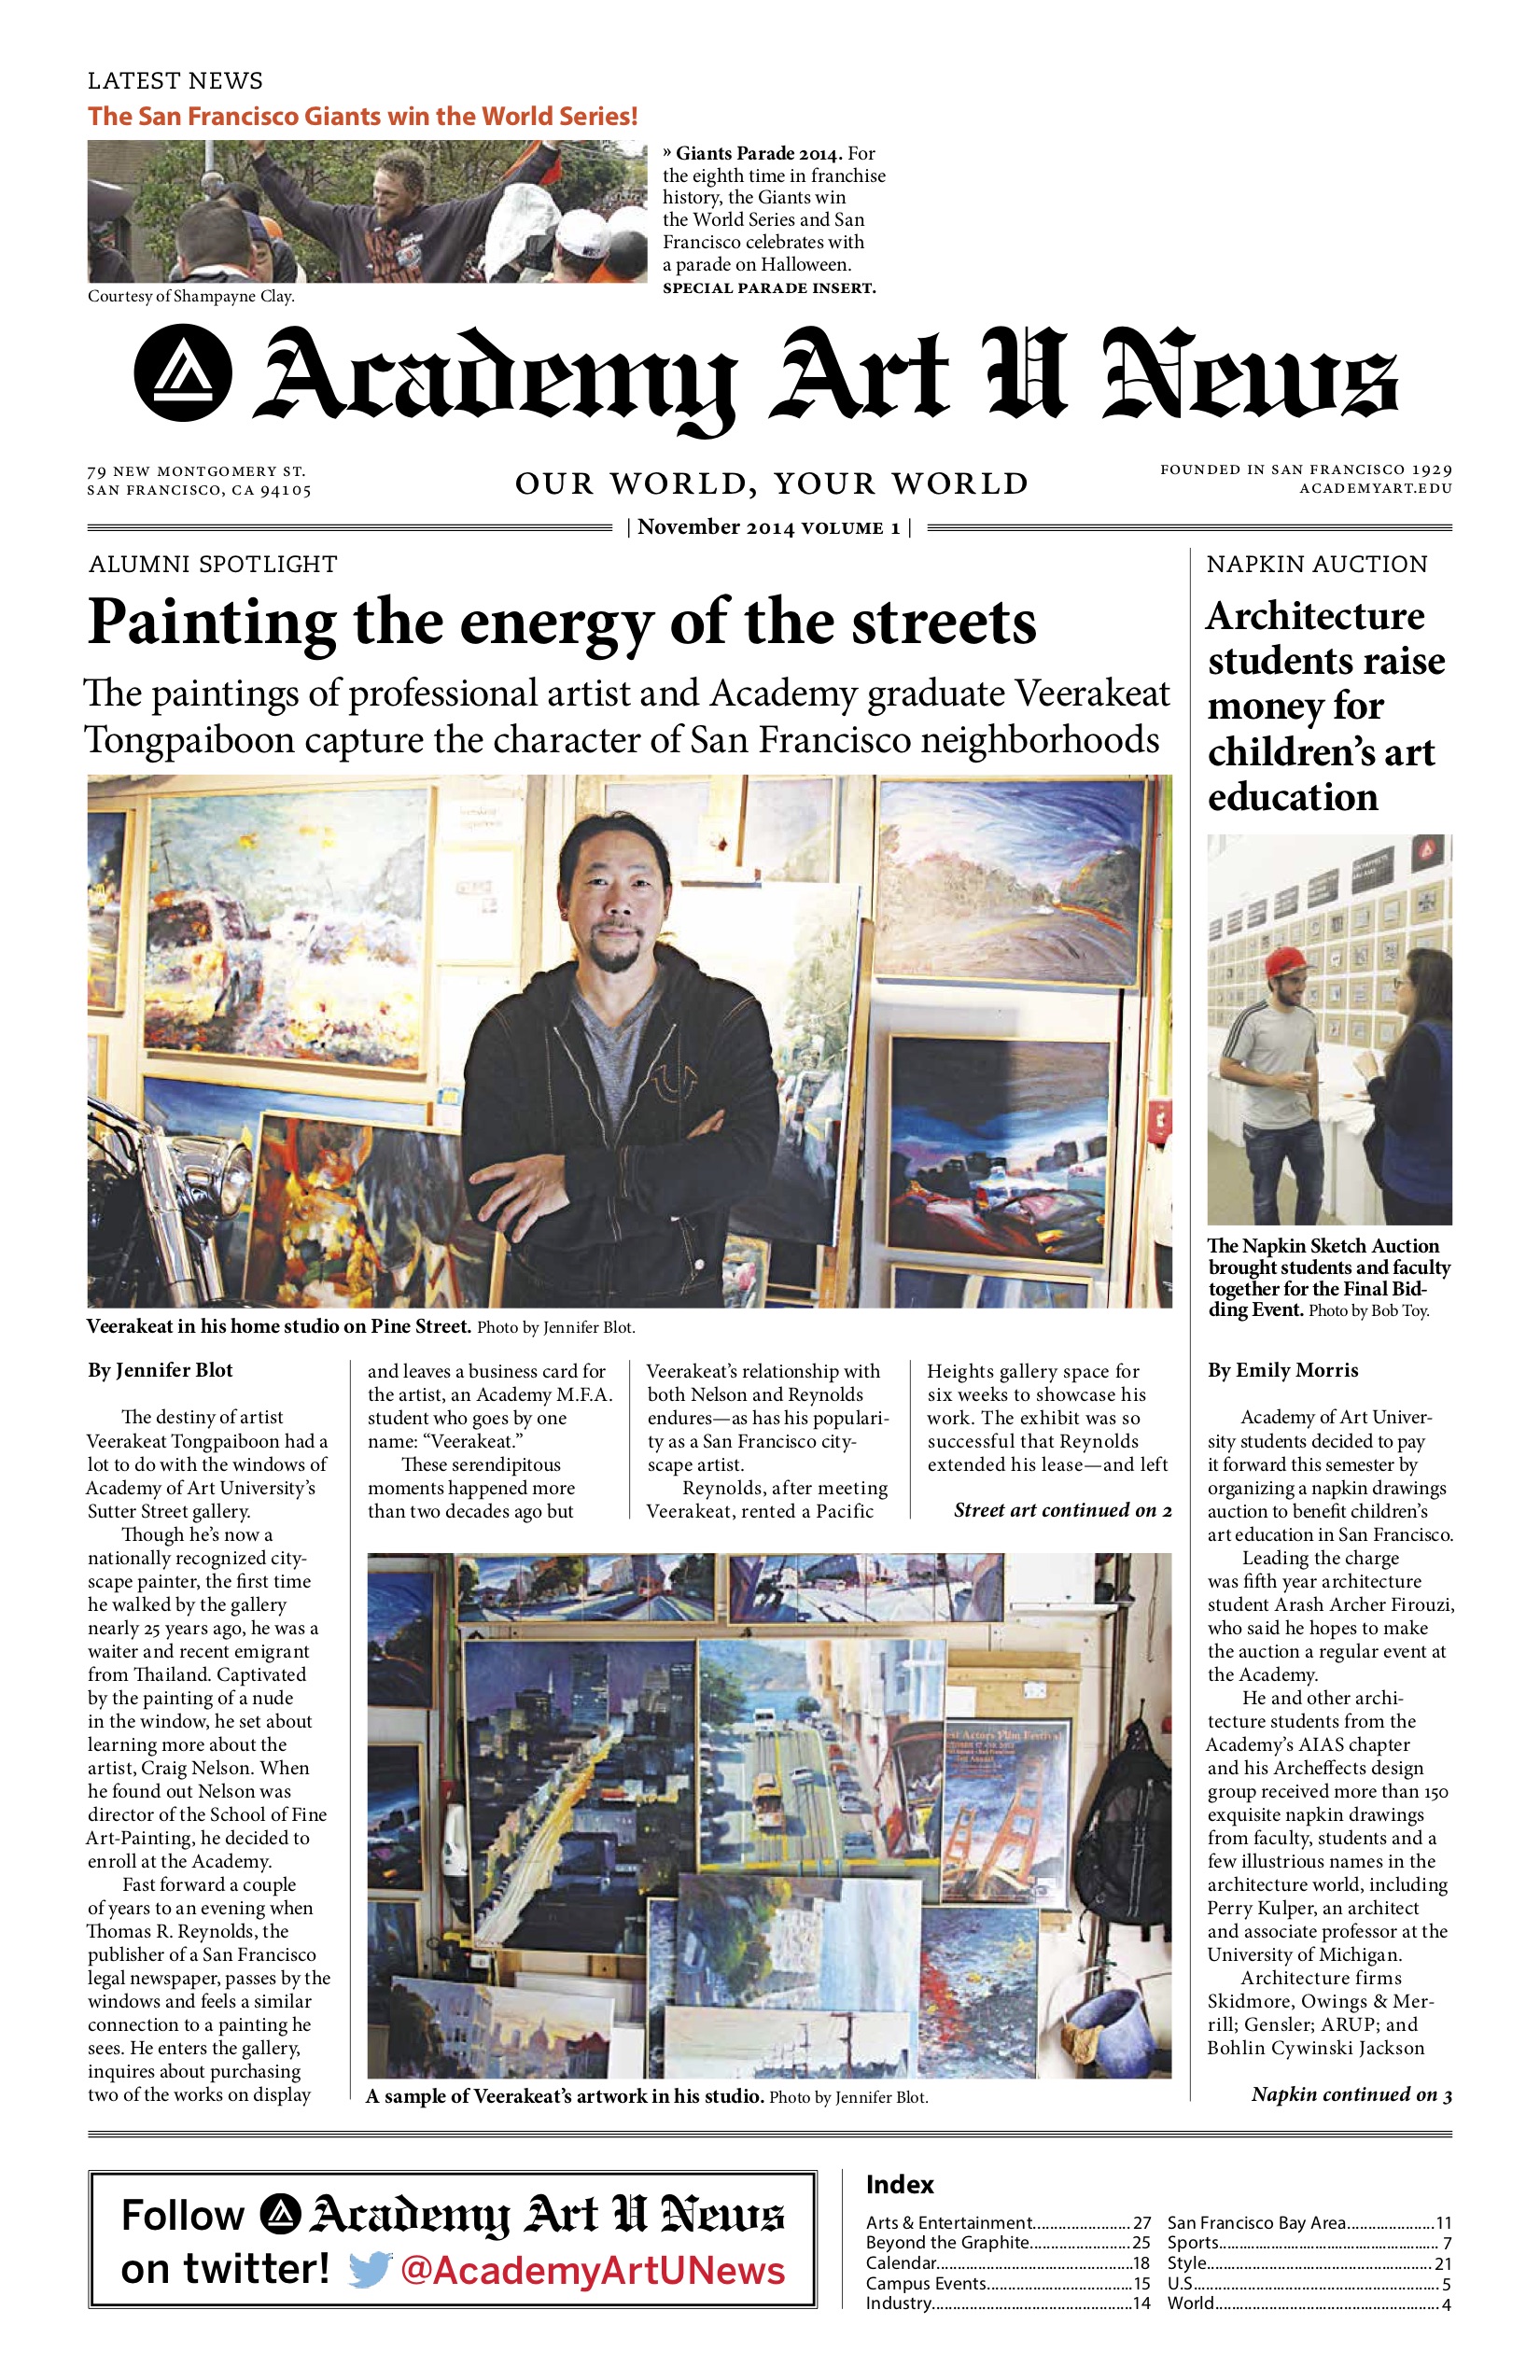 LATEST NEWS
The San Francisco Giants win the World Series!
» Giants Parade 2014. For
the eighth time in franchise
history, the Giants win
the World Series and San
Francisco celebrates with
a parade on Halloween.
SPECIAL PARADE INSERT.
Courtesy of Shampayne Clay.
Academy Art U News
79 NEW MONTGOMERY ST.
SAN FRANCISCO, CA 94105
OUR WORLD, YOUR WORLD
FOUNDED IN SAN FRANCISCO 1929
ACADEMYART.EDU
| November 2014 VOLUME 1 |
ALUMNI SPOTLIGHT
Painting the energy of the streets
The paintings of professional artist and Academy graduate Veerakeat
Tongpaiboon capture the character of San Francisco neighborhoods
Veerakeat in his home studio on Pine Street. Photo by Jennifer Blot.
By Jennifer Blot
The destiny of artist
Veerakeat Tongpaiboon had a
lot to do with the windows of
Academy of Art University's
Sutter Street gallery.
Though he's now a
nationally recognized city-
scape painter, the first time
he walked by the gallery
nearly 25 years ago, he was a
waiter and recent emigrant
from Thailand. Captivated
by the painting of a nude
in the window, he set about
learning more about the
artist, Craig Nelson. When
he found out Nelson was
director of the School of Fine
Art-Painting, he decided to
enroll at the Academy.
Fast forward a couple
of years to an evening when
Thomas R. Reynolds, the
publisher of a San Francisco
legal newspaper, passes by the
windows and feels a similar
connection to a painting he
sees. He enters the gallery,
inquires about purchasing
two of the works on display
and leaves a business card for
the artist, an Academy M.F.A.
student who goes by one
name: “Veerakeat.”
These serendipitous
moments happened more
than two decades ago but
Veerakeat's relationship with
both Nelson and Reynolds
endures—as has his populari-
ty as a San Francisco city-
scape artist.
Reynolds, after meeting
Veerakeat, rented a Pacific
Heights gallery space for
six weeks to showcase his
work. The exhibit was so
successful that Reynolds
extended his lease—and left
Street art continued on 2
A sample of Veerakeat's artwork in his studio. Photo by Jennifer Blot.
NAPKIN AUCTION
Architecture
students raise
money for
children's art
education
The Napkin Sketch Auction
brought students and faculty
together for the Final Bid-
ding Event. Photo by Bob Toy.
By Emily Morris
Academy of Art Univer-
sity students decided to pay
it forward this semester by
organizing a napkin drawings
auction to benefit children's
art education in San Francisco.
Leading the charge
was fifth year architecture
student Arash Archer Firouzi,
who said he hopes to make
the auction a regular event at
the Academy.
He and other archi-
tecture students from the
Academy's AIAS chapter
and his Archeffects design
group received more than 150
exquisite napkin drawings
from faculty, students and a
few illustrious names in the
architecture world, including
Perry Kulper, an architect
and associate professor at the
University of Michigan.
Architecture firms
Skidmore, Owings & Mer-
rill; Gensler; ARUP; and
Bohlin Cywinski Jackson
Napkin continued on 3
Follow Academy Art U News
on twitter! @AcademyArtUNews
Index
Arts & Entertainment.......................27
Beyond the Graphite.......................25
Calendar.......................18
Campus Events.......................15
Industry.......................14
San Francisco Bay Area.......................11
Sports.......................7
Style.......................21
U.S.......................5
World.......................4